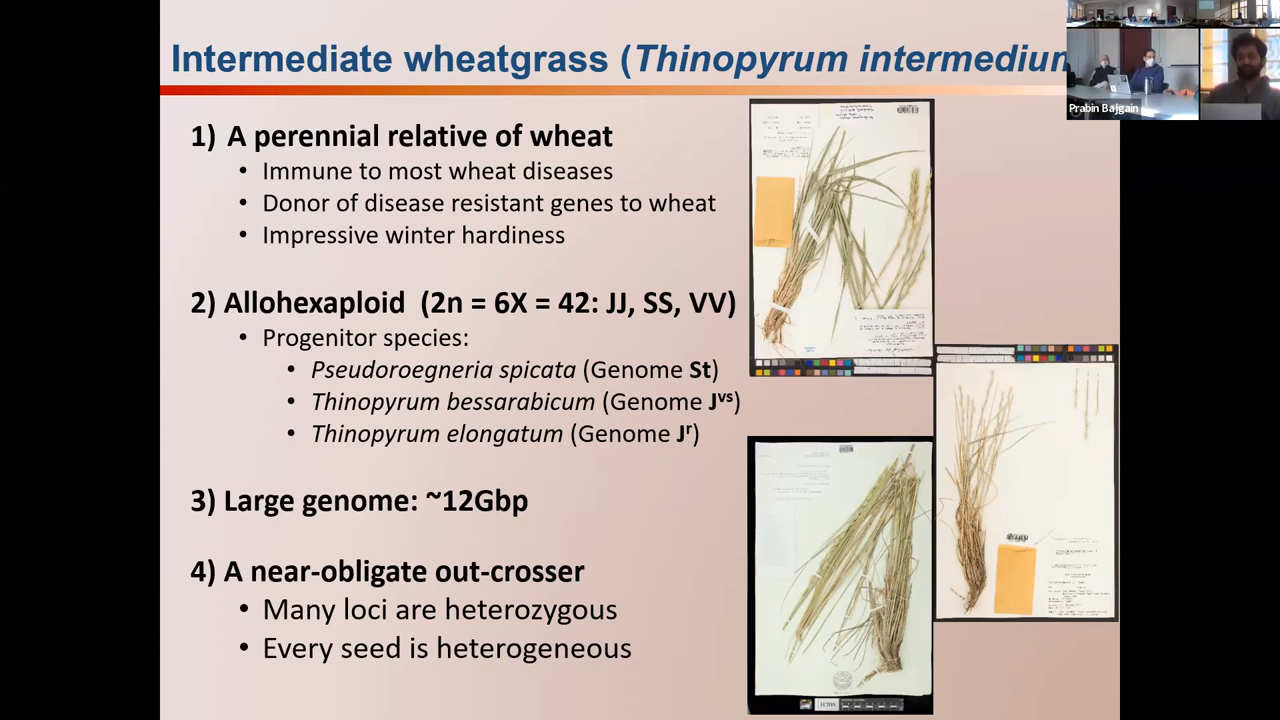 Intermediate wheatgrass (Thinopyrum intermedium
Prabin Bajgain
1) A perennial relative of wheat
• Immune to most wheat diseases
• Donor of disease resistant genes to wheat
• Impressive winter hardiness
2) Allohexaploid (2n = 6X = 42: JJ, SS, VV)
• Progenitor species:
• Pseudoroegneria spicata (Genome St)
• Thinopyrum bessarabicum (Genome Jvs)
• Thinopyrum elongatum (Genome Jr)
3) Large genome: ~12Gbp
4) A near-obligate out-crosser
• Many loci are heterozygous
• Every seed is heterogeneous